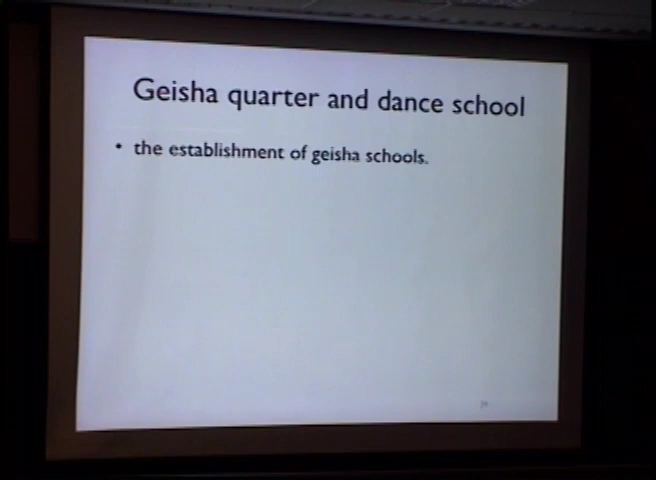 Geisha quarter and dance school
• the establishment of geisha schools.